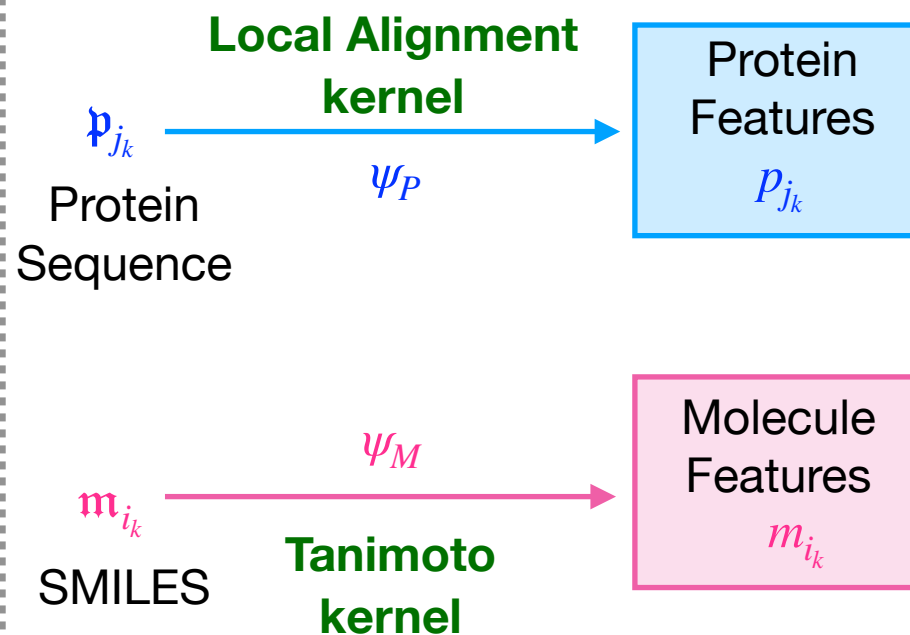 Local Alignment
kernel
𝔭_{j_k}
ψ_P
Protein
Sequence
Protein
Features
p_{j_k}
ψ_M
𝔪_{i_k}
SMILES
Tanimoto
kernel
Molecule
Features
m_{i_k}